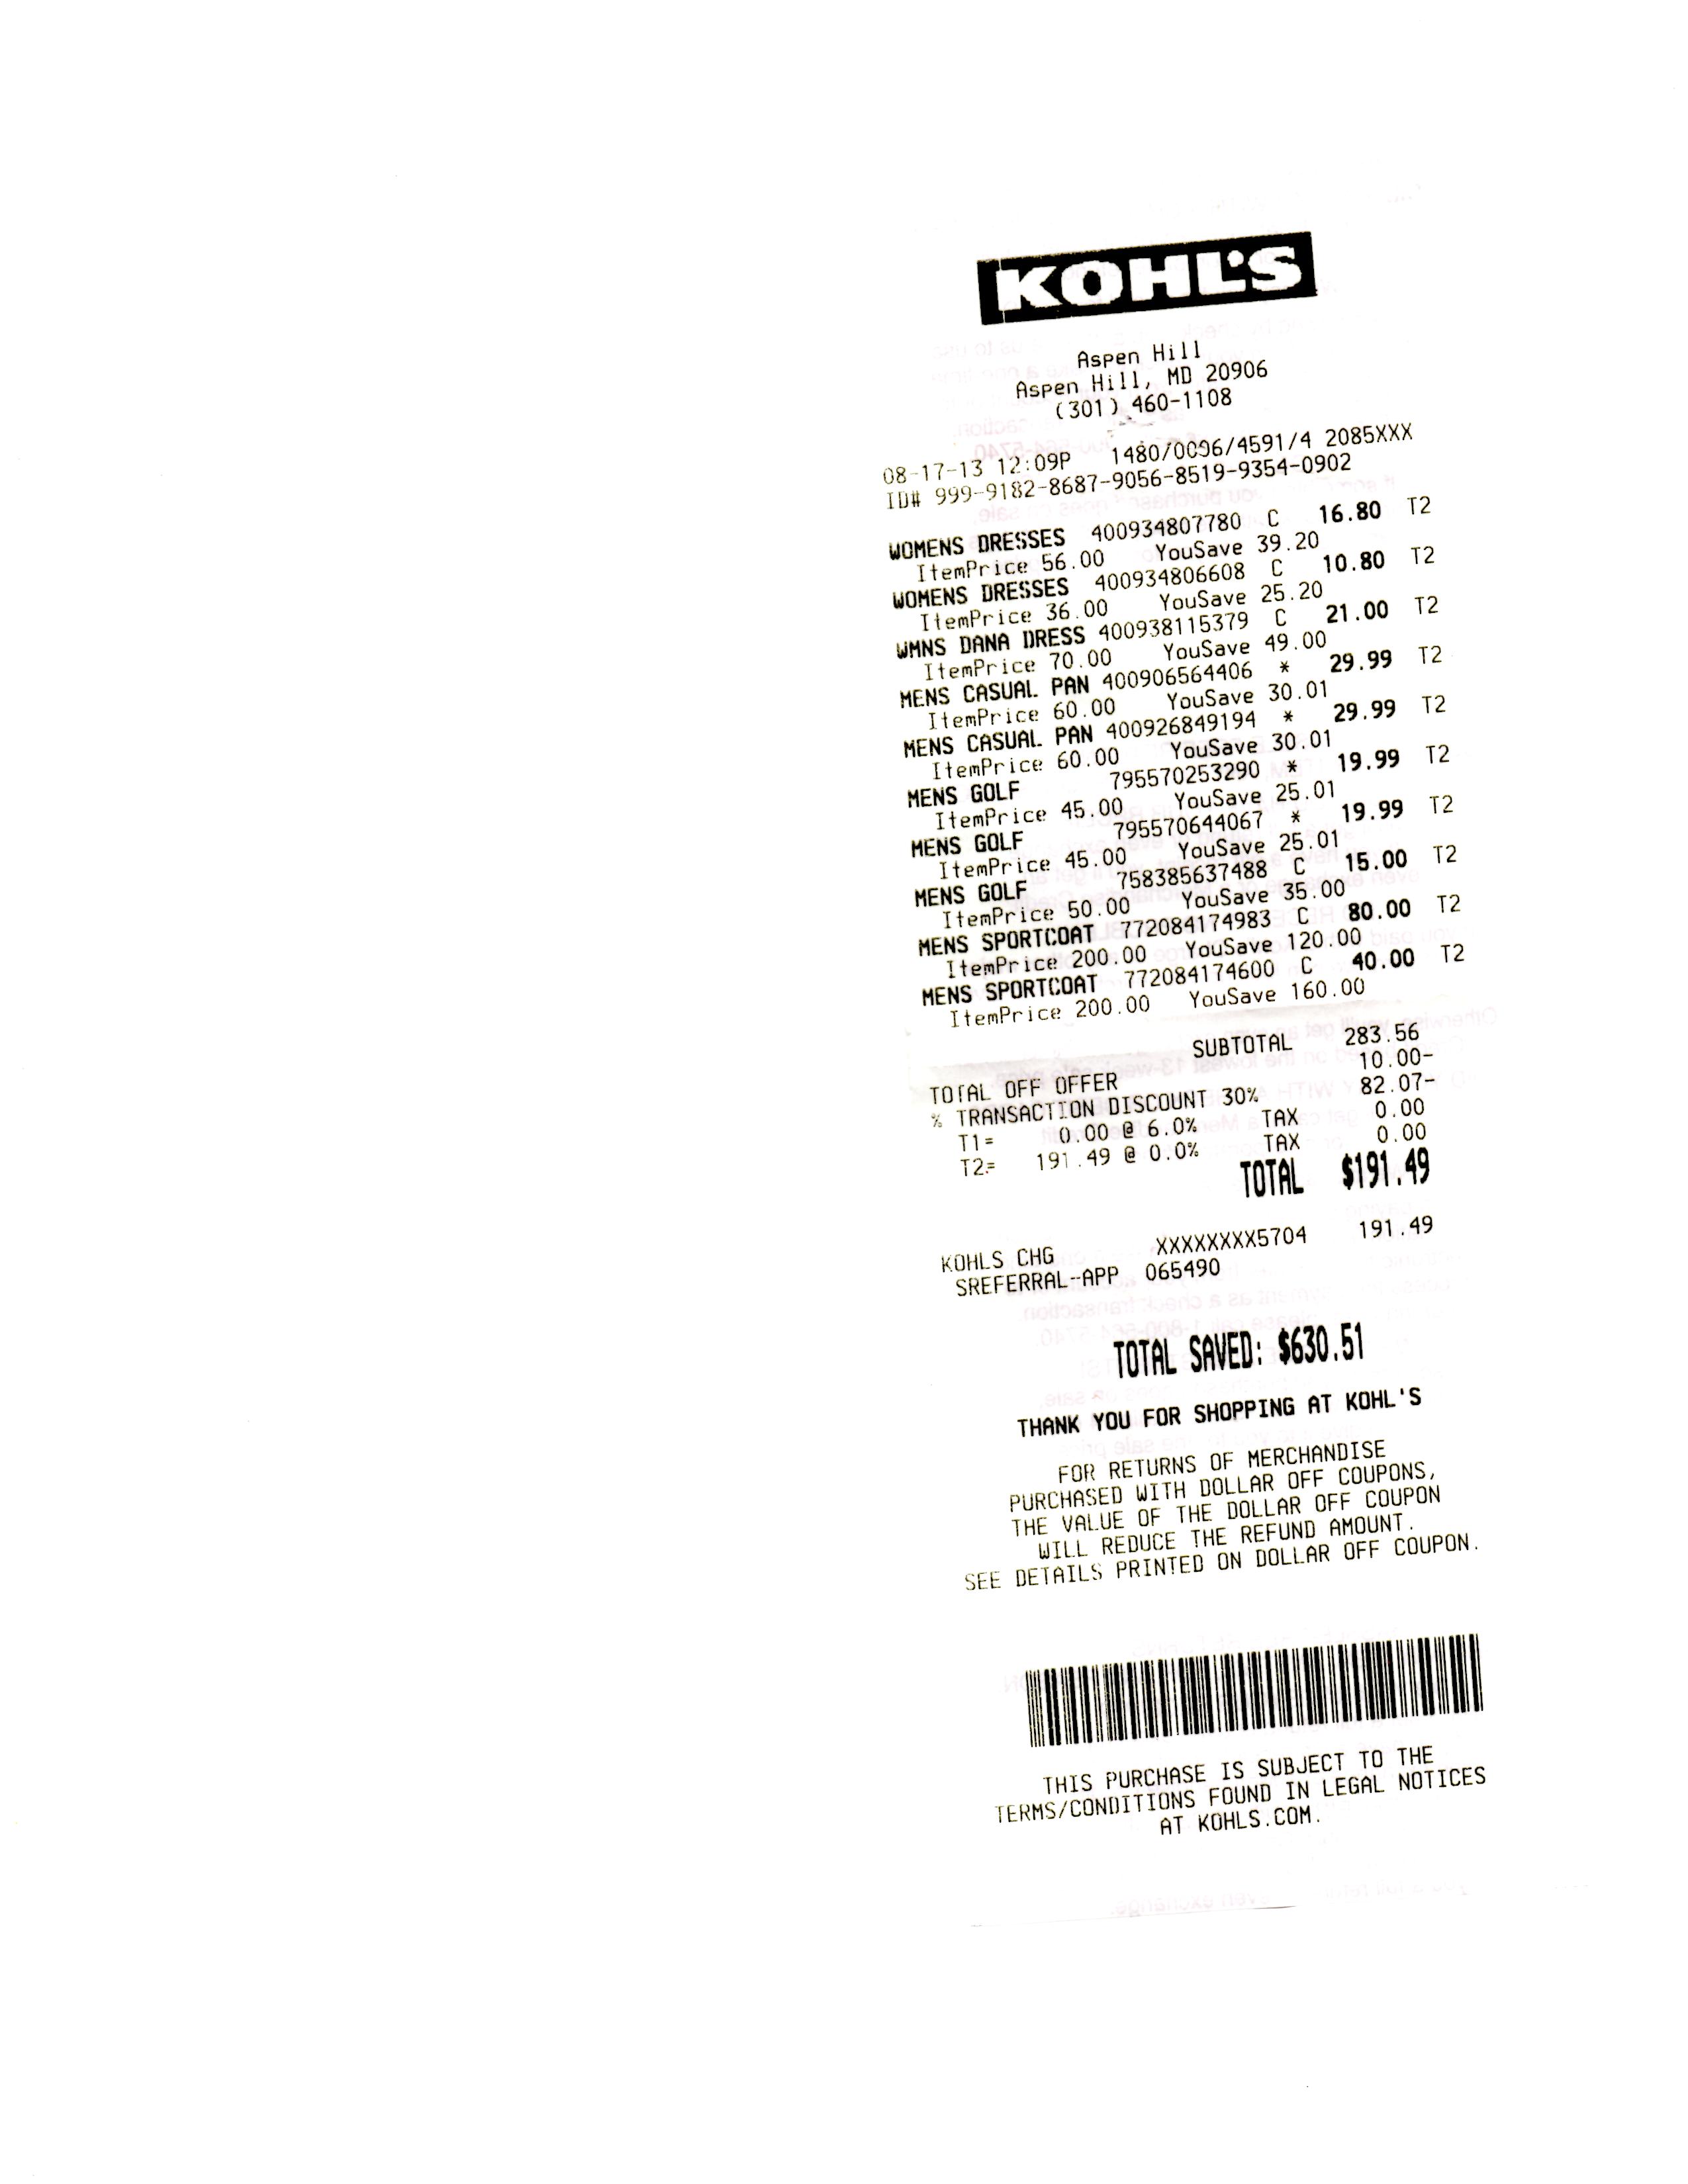 KOHL'S
Aspen Hill
Aspen Hill, MD 20906
(301) 460-1108
08-17-13 12:09P 1480/0096/4591/4 2085XXX
ID# 999-9182-8687-9056-8519-9354-0902
WOMENS DRESSES 400934807780 C 16.80 T2
ItemPrice 56.00 YouSave 39.20
WOMENS DRESSES 400934806608 C 10.80 T2
ItemPrice 36.00 YouSave 25.20
WMNS DANA DRESS 400938115379 C 21.00 T2
ItemPrice 70.00 YouSave 49.00
MENS CASUAL PAN 400906564406 * 29.99 T2
ItemPrice 60.00 YouSave 30.01
MENS CASUAL PAN 400926849194 * 29.99 T2
ItemPrice 60.00 YouSave 30.01
MENS GOLF 795570253290 * 19.99 T2
ItemPrice 45.00 YouSave 25.01
MENS GOLF 795570644067 * 19.99 T2
ItemPrice 45.00 YouSave 25.01
MENS GOLF 758385637488 C 15.00 T2
ItemPrice 50.00 YouSave 35.00
MENS SPORTCOAT 772084174983 C 80.00 T2
ItemPrice 200.00 YouSave 120.00
MENS SPORTCOAT 772084174600 C 40.00 T2
ItemPrice 200.00 YouSave 160.00
SUBTOTAL 283.56
TOTAL OFF OFFER 10.00-
% TRANSACTION DISCOUNT 30% 82.07-
T1= 0.00 @ 6.0% TAX 0.00
T2= 191.49 @ 0.0% TAX 0.00
TOTAL $191.49
KOHLS CHG XXXXXXXX5704 191.49
SREFERRAL-APP 065490
TOTAL SAVED: $630.51
THANK YOU FOR SHOPPING AT KOHL'S
FOR RETURNS OF MERCHANDISE
PURCHASED WITH DOLLAR OFF COUPONS,
THE VALUE OF THE DOLLAR OFF COUPON
WILL REDUCE THE REFUND AMOUNT.
SEE DETAILS PRINTED ON DOLLAR OFF COUPON.
THIS PURCHASE IS SUBJECT TO THE
TERMS/CONDITIONS FOUND IN LEGAL NOTICES
AT KOHLS.COM.